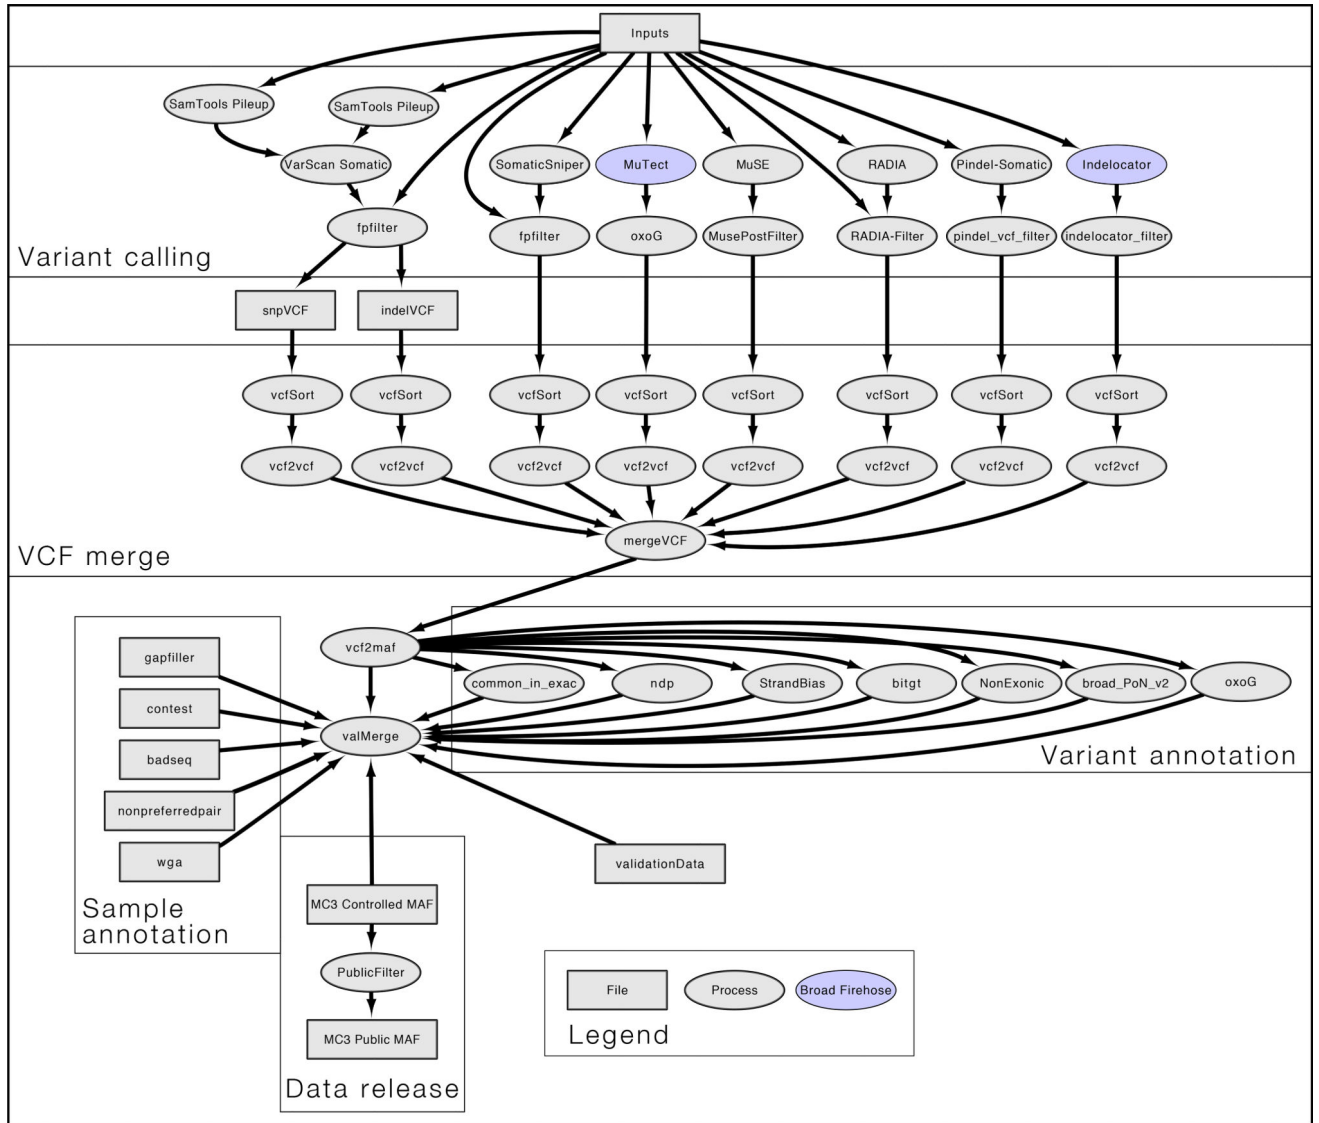 Inputs
SamTools Pileup
SamTools Pileup
VarScan Somatic
SomaticSniper
MuTect
MuSE
RADIA
Pindel-Somatic
Indelocator
fpfilter
fpfilter
oxoG
MusePostFilter
RADIA-Filter
pindel_vcf_filter
indelocator_filter
Variant calling
snpVCF
indelVCF
vcfSort
vcfSort
vcfSort
vcfSort
vcfSort
vcfSort
vcfSort
vcfSort
vcf2vcf
vcf2vcf
vcf2vcf
vcf2vcf
vcf2vcf
vcf2vcf
vcf2vcf
vcf2vcf
mergeVCF
VCF merge
vcf2maf
gapfiller
common_in_exac
ndp
StrandBias
bitgt
NonExonic
broad_PoN_v2
oxoG
contest
valMerge
badseq
Variant annotation
nonpreferredpair
wga
validationData
Sample
annotation
MC3 Controlled MAF
PublicFilter
MC3 Public MAF
Data release
File
Process
Broad Firehose
Legend